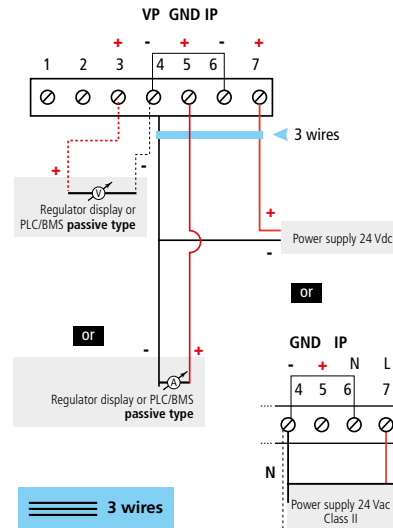 VP GND IP
+ - + - +
1 2 3 4 5 6 7
3 wires
+ -
V
Regulator display or
PLC/BMS passive type
+
Power supply 24 Vdc
-
or
or
- +
A
Regulator display or PLC/BMS
passive type
GND IP
- + N L
4 5 6 7
N
Power supply 24 Vac
Class II
3 wires